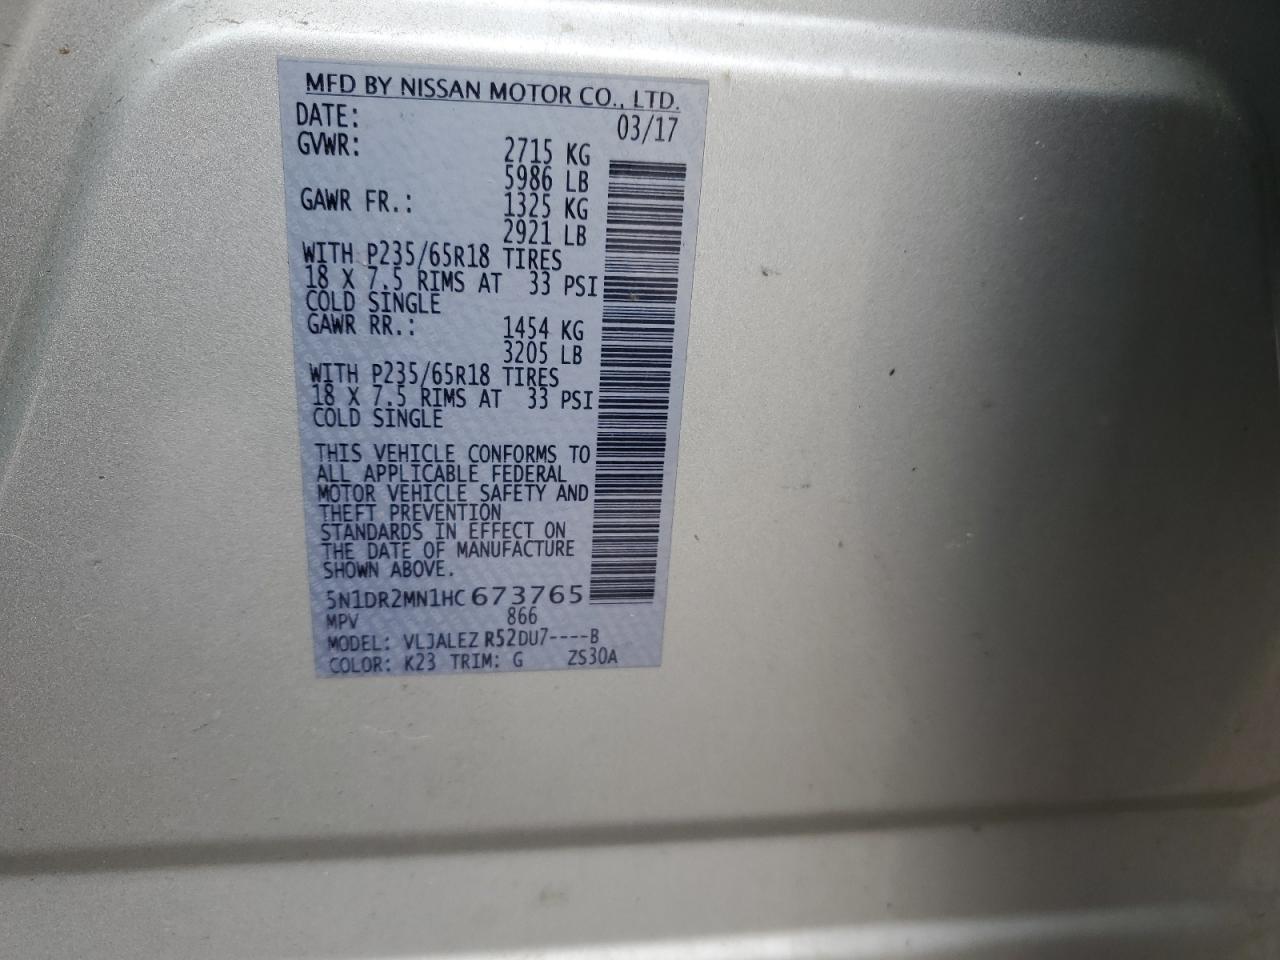 MFD BY NISSAN MOTOR CO., LTD.
DATE: 03/17
GVWR: 2715 KG
5986 LB
GAWR FR.: 1325 KG
2921 LB
WITH P235/65R18 TIRES
18 X 7.5 RIMS AT 33 PSI
COLD SINGLE
GAWR RR.: 1454 KG
3205 LB
WITH P235/65R18 TIRES
18 X 7.5 RIMS AT 33 PSI
COLD SINGLE
THIS VEHICLE CONFORMS TO
ALL APPLICABLE FEDERAL
MOTOR VEHICLE SAFETY AND
THEFT PREVENTION
STANDARDS IN EFFECT ON
THE DATE OF MANUFACTURE
SHOWN ABOVE.
5N1DR2MN1HC673765
MPV 866
MODEL: VLJALEZ R52DU7----B
COLOR: K23 TRIM: G ZS30A